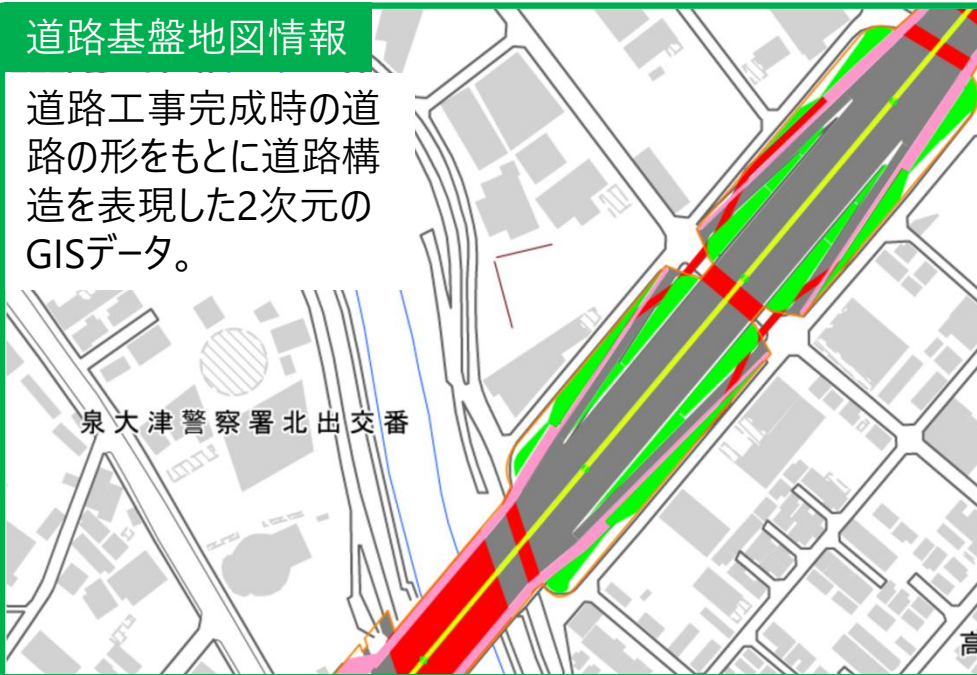 道路基盤地図情報
道路工事完成時の道
路の形をもとに道路構
造を表現した2次元の
GISデータ。
泉大津警察署北出交番
高